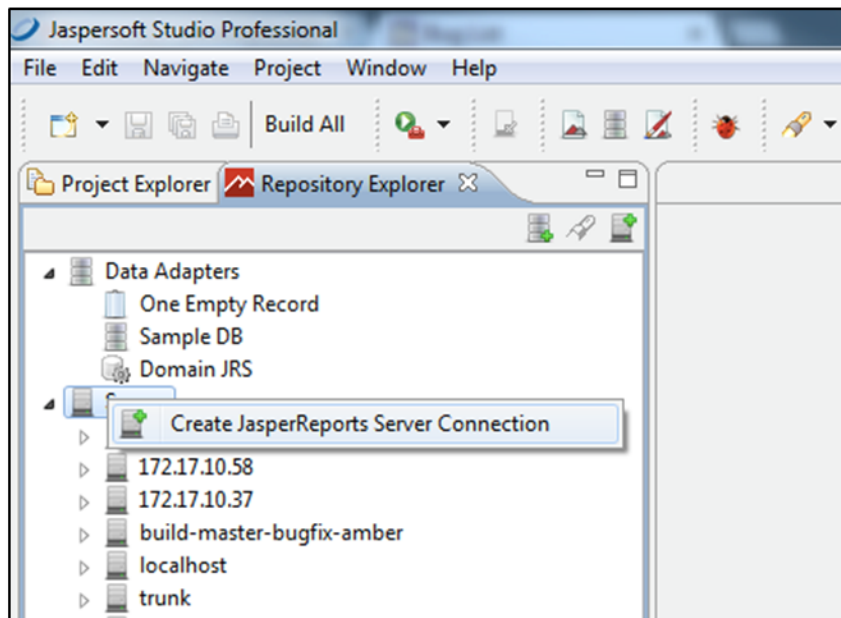 Jaspersoft Studio Professional
File Edit Navigate Project Window Help
Build All
Project Explorer Repository Explorer
Data Adapters
One Empty Record
Sample DB
Domain JRS
Create JasperReports Server Connection
172.17.10.58
172.17.10.37
build-master-bugfix-amber
localhost
trunk